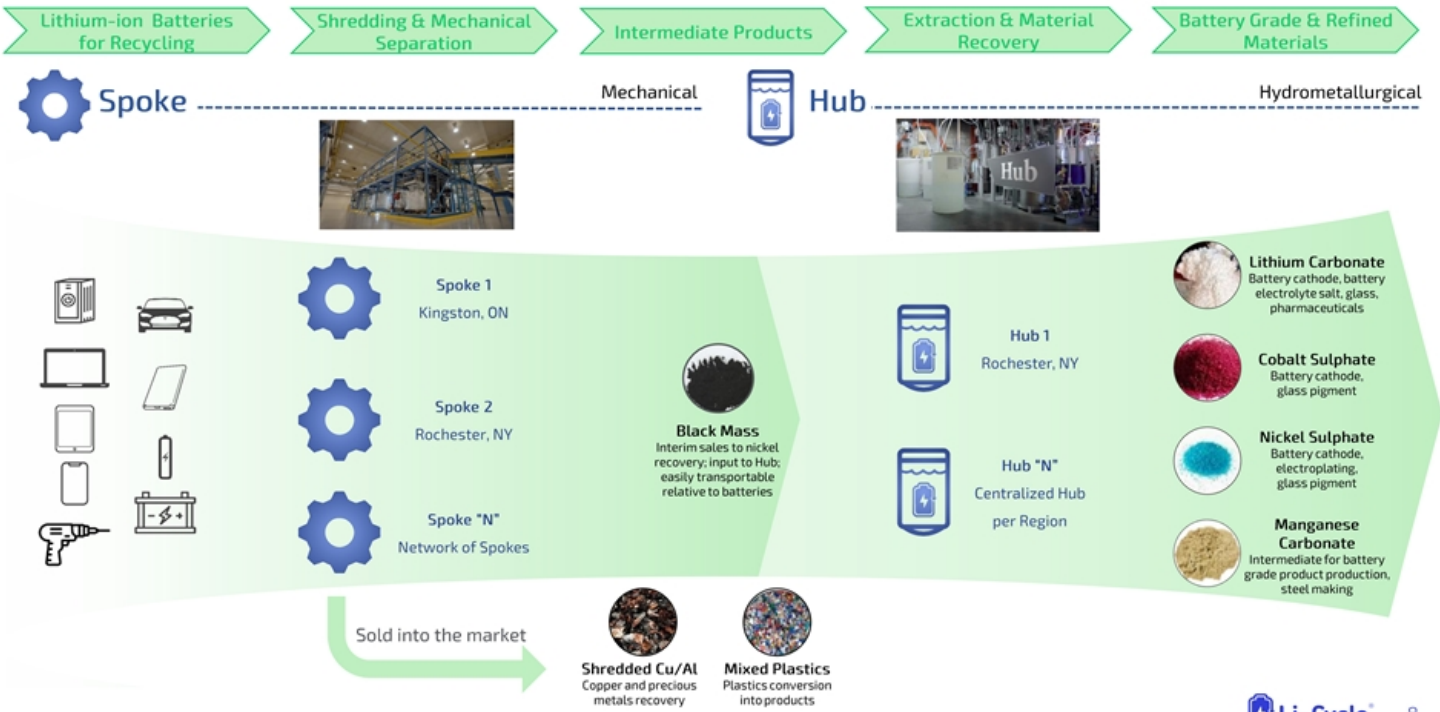 Lithium-ion Batteries
for Recycling
Shredding & Mechanical
Separation
Intermediate Products
Extraction & Material
Recovery
Battery Grade & Refined
Materials
Spoke
Mechanical
Hub
Hydrometallurgical
Hub
Spoke 1
Kingston, ON
Spoke 2
Rochester, NY
Spoke "N"
Network of Spokes
Black Mass
Interim sales to nickel
recovery; input to Hub;
easily transportable
relative to batteries
Hub 1
Rochester, NY
Hub "N"
Centralized Hub
per Region
Lithium Carbonate
Battery cathode, battery
electrolyte salt, glass,
pharmaceuticals
Cobalt Sulphate
Battery cathode,
glass pigment
Nickel Sulphate
Battery cathode,
electroplating,
glass pigment
Manganese
Carbonate
Intermediate for battery
grade product production,
steel making
Sold into the market
Shredded Cu/Al
Copper and precious
metals recovery
Mixed Plastics
Plastics conversion
into products